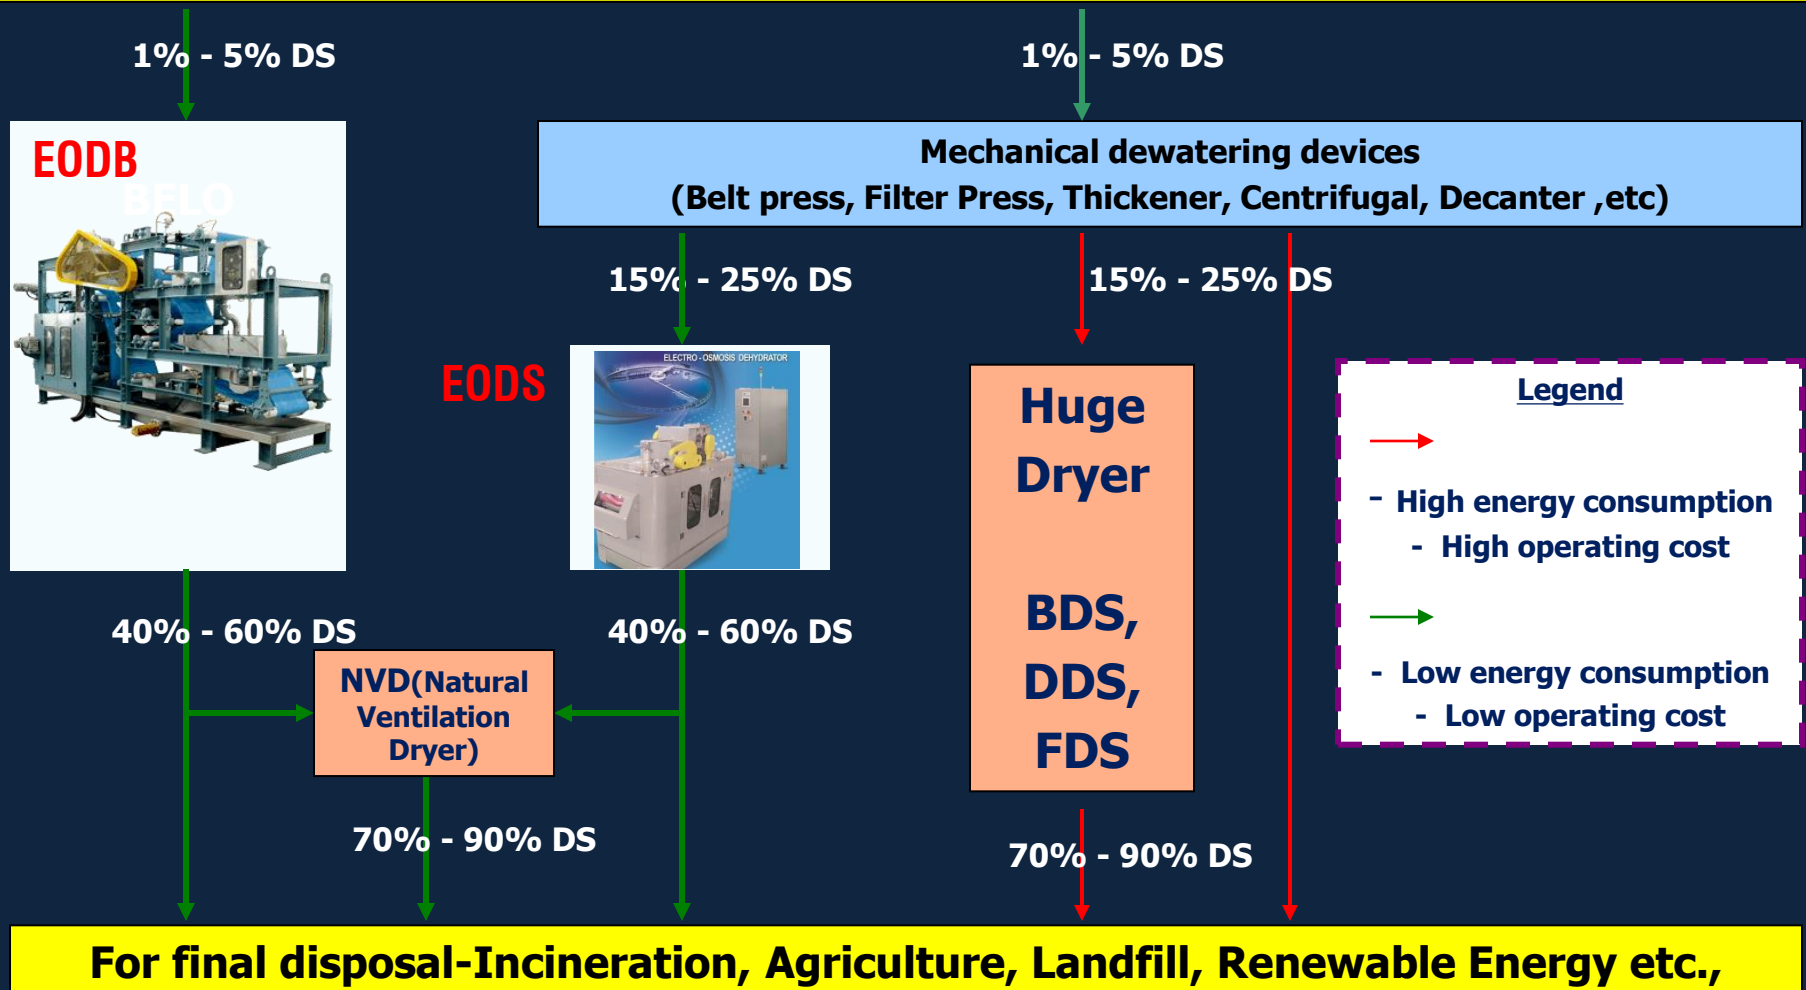 1% - 5% DS
1% - 5% DS
EODB
BELO
Mechanical dewatering devices
(Belt press, Filter Press, Thickener, Centrifugal, Decanter ,etc)
15% - 25% DS
15% - 25% DS
EODS
ELECTRO - OSMOSIS DEHYDRATOR
Huge
Dryer
BDS,
DDS,
FDS
Legend
- High energy consumption
- High operating cost
- Low energy consumption
- Low operating cost
40% - 60% DS
40% - 60% DS
NVD(Natural
Ventilation
Dryer)
70% - 90% DS
70% - 90% DS
For final disposal-Incineration, Agriculture, Landfill, Renewable Energy etc.,